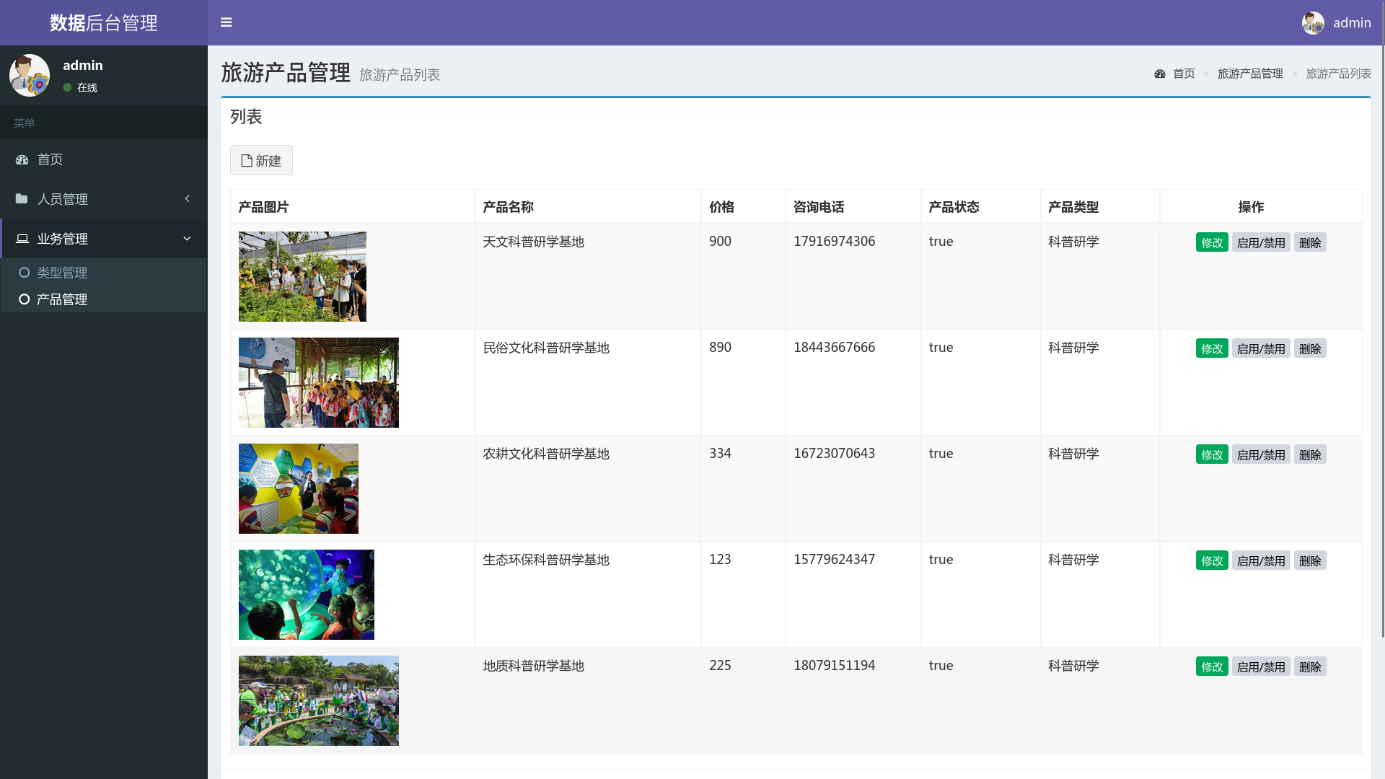 数据后台管理
admin
admin
在线
菜单
首页
人员管理
业务管理
类型管理
产品管理
旅游产品管理 旅游产品列表
首页 > 旅游产品管理 > 旅游产品列表
列表
新建
产品图片 产品名称 价格 咨询电话 产品状态 产品类型 操作
天文科普研学基地 900 17916974306 true 科普研学 修改 启用/禁用 删除
民俗文化科普研学基地 890 18443667666 true 科普研学 修改 启用/禁用 删除
农耕文化科普研学基地 334 16723070643 true 科普研学 修改 启用/禁用 删除
生态环保科普研学基地 123 15779624347 true 科普研学 修改 启用/禁用 删除
地质科普研学基地 225 18079151194 true 科普研学 修改 启用/禁用 删除